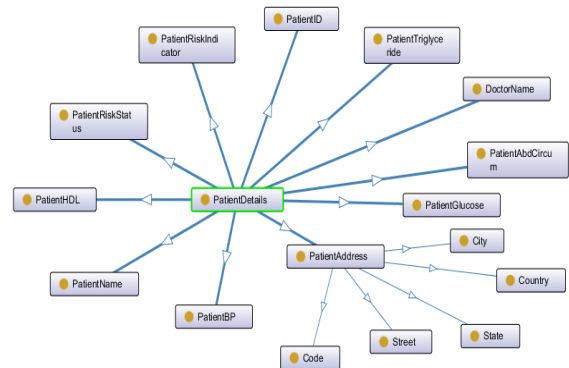 PatientID
PatientRiskIndi
cator
PatientTriglyce
ride
DoctorName
PatientRiskStat
us
PatientAbdCircu
m
PatientHDL
PatientDetails
PatientGlucose
City
PatientAddress
Country
PatientName
PatientBP
Street
State
Code